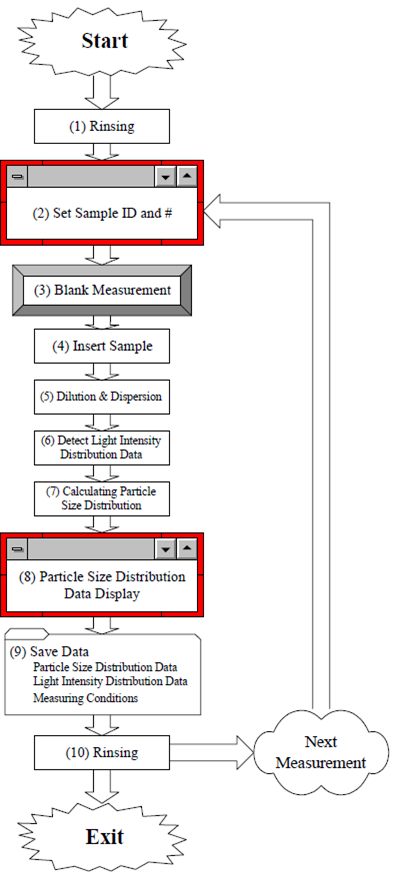 Start
(1) Rinsing
(2) Set Sample ID and #
(3) Blank Measurement
(4) Insert Sample
(5) Dilution & Dispersion
(6) Detect Light Intensity
Distribution Data
(7) Calculating Particle
Size Distribution
(8) Particle Size Distribution
Data Display
(9) Save Data
Particle Size Distribution Data
Light Intensity Distribution Data
Measuring Conditions
(10) Rinsing
Next
Measurement
Exit